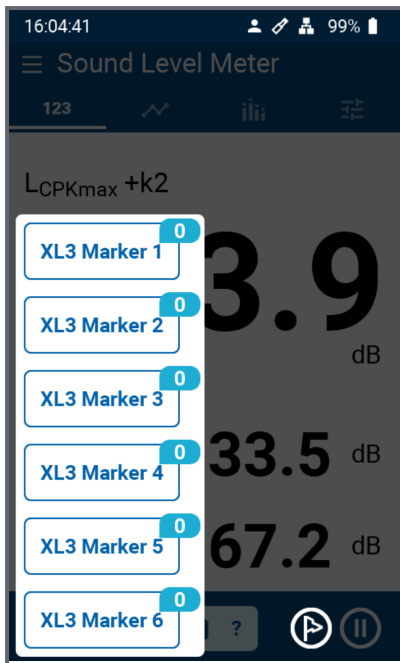 16:04:41 99%
Sound Level Meter
123
LCPKmax +k2
3.9
dB
0
XL3 Marker 1
0
XL3 Marker 2
0
XL3 Marker 3
33.5 dB
0
XL3 Marker 4
0
XL3 Marker 5
67.2 dB
0
XL3 Marker 6
?